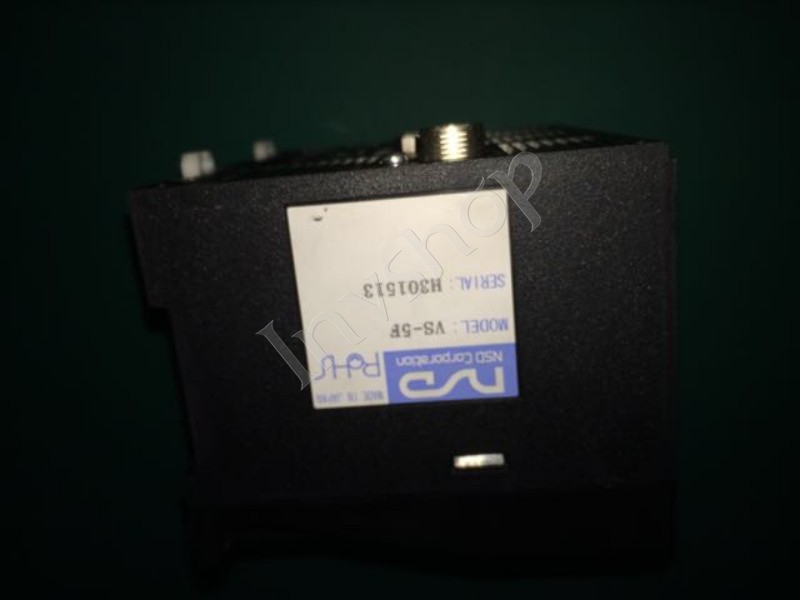 NSD
NSD Corporation
RoHS
MADE IN JAPAN
MODEL: VS-5F
SERIAL: H301513
Invshop